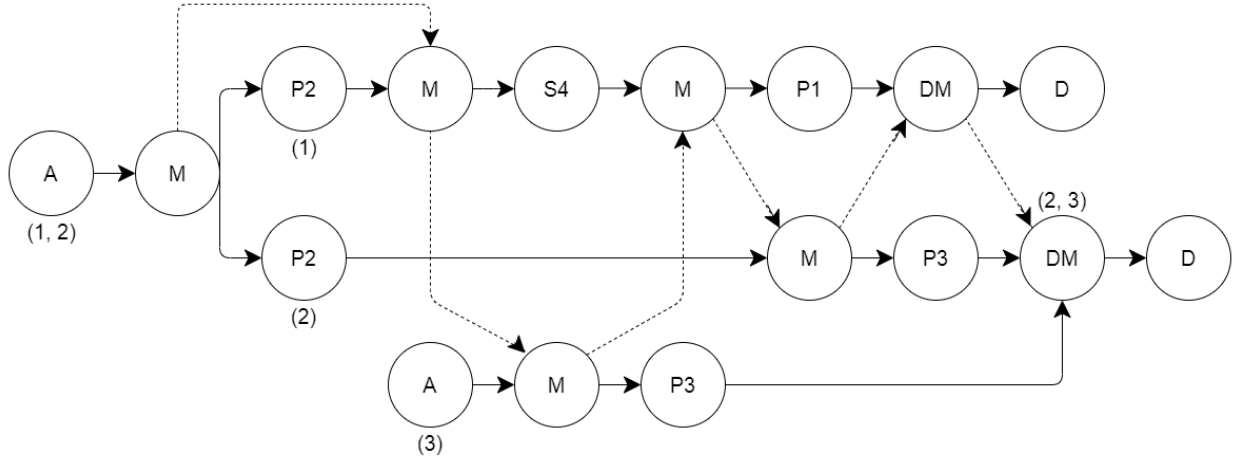 P2 M S4 M P1 DM D
(1)
A M
(2, 3)
(1, 2)
P2 M P3 DM D
(2)
A M P3
(3)